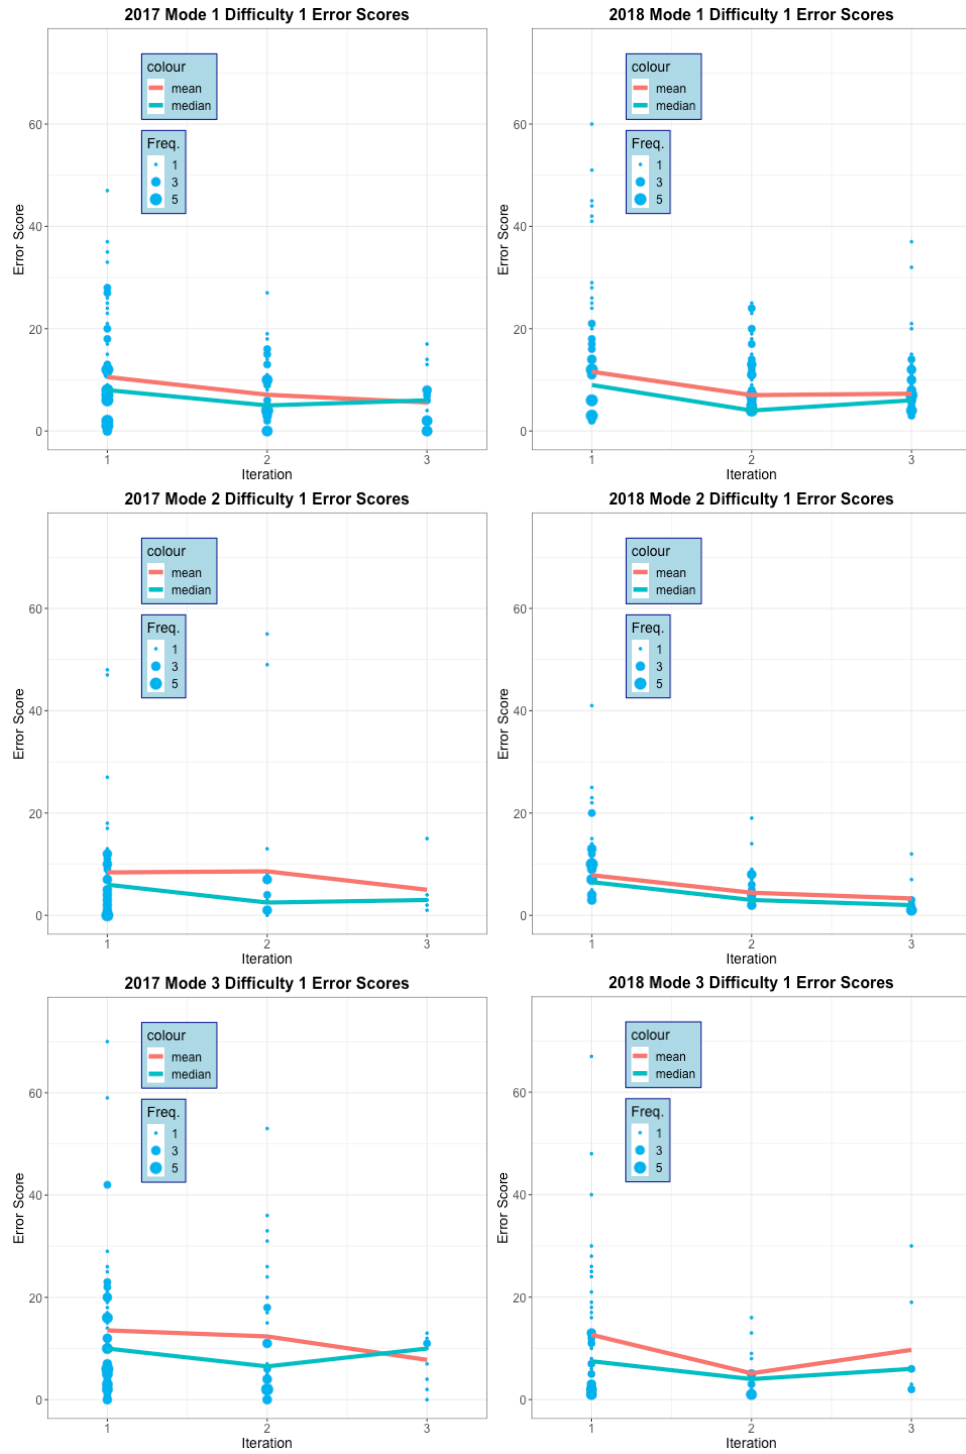 2017 Mode 1 Difficulty 1 Error Scores
colour
mean
median
Freq.
1
3
5
60
40
20
0
Error Score
1 2 3
Iteration
2018 Mode 1 Difficulty 1 Error Scores
colour
mean
median
Freq.
1
3
5
60
40
20
0
Error Score
1 2 3
Iteration
2017 Mode 2 Difficulty 1 Error Scores
colour
mean
median
Freq.
1
3
5
60
40
20
0
Error Score
1 2 3
Iteration
2018 Mode 2 Difficulty 1 Error Scores
colour
mean
median
Freq.
1
3
5
60
40
20
0
Error Score
1 2 3
Iteration
2017 Mode 3 Difficulty 1 Error Scores
colour
mean
median
Freq.
1
3
5
60
40
20
0
Error Score
1 2 3
Iteration
2018 Mode 3 Difficulty 1 Error Scores
colour
mean
median
Freq.
1
3
5
60
40
20
0
Error Score
1 2 3
Iteration